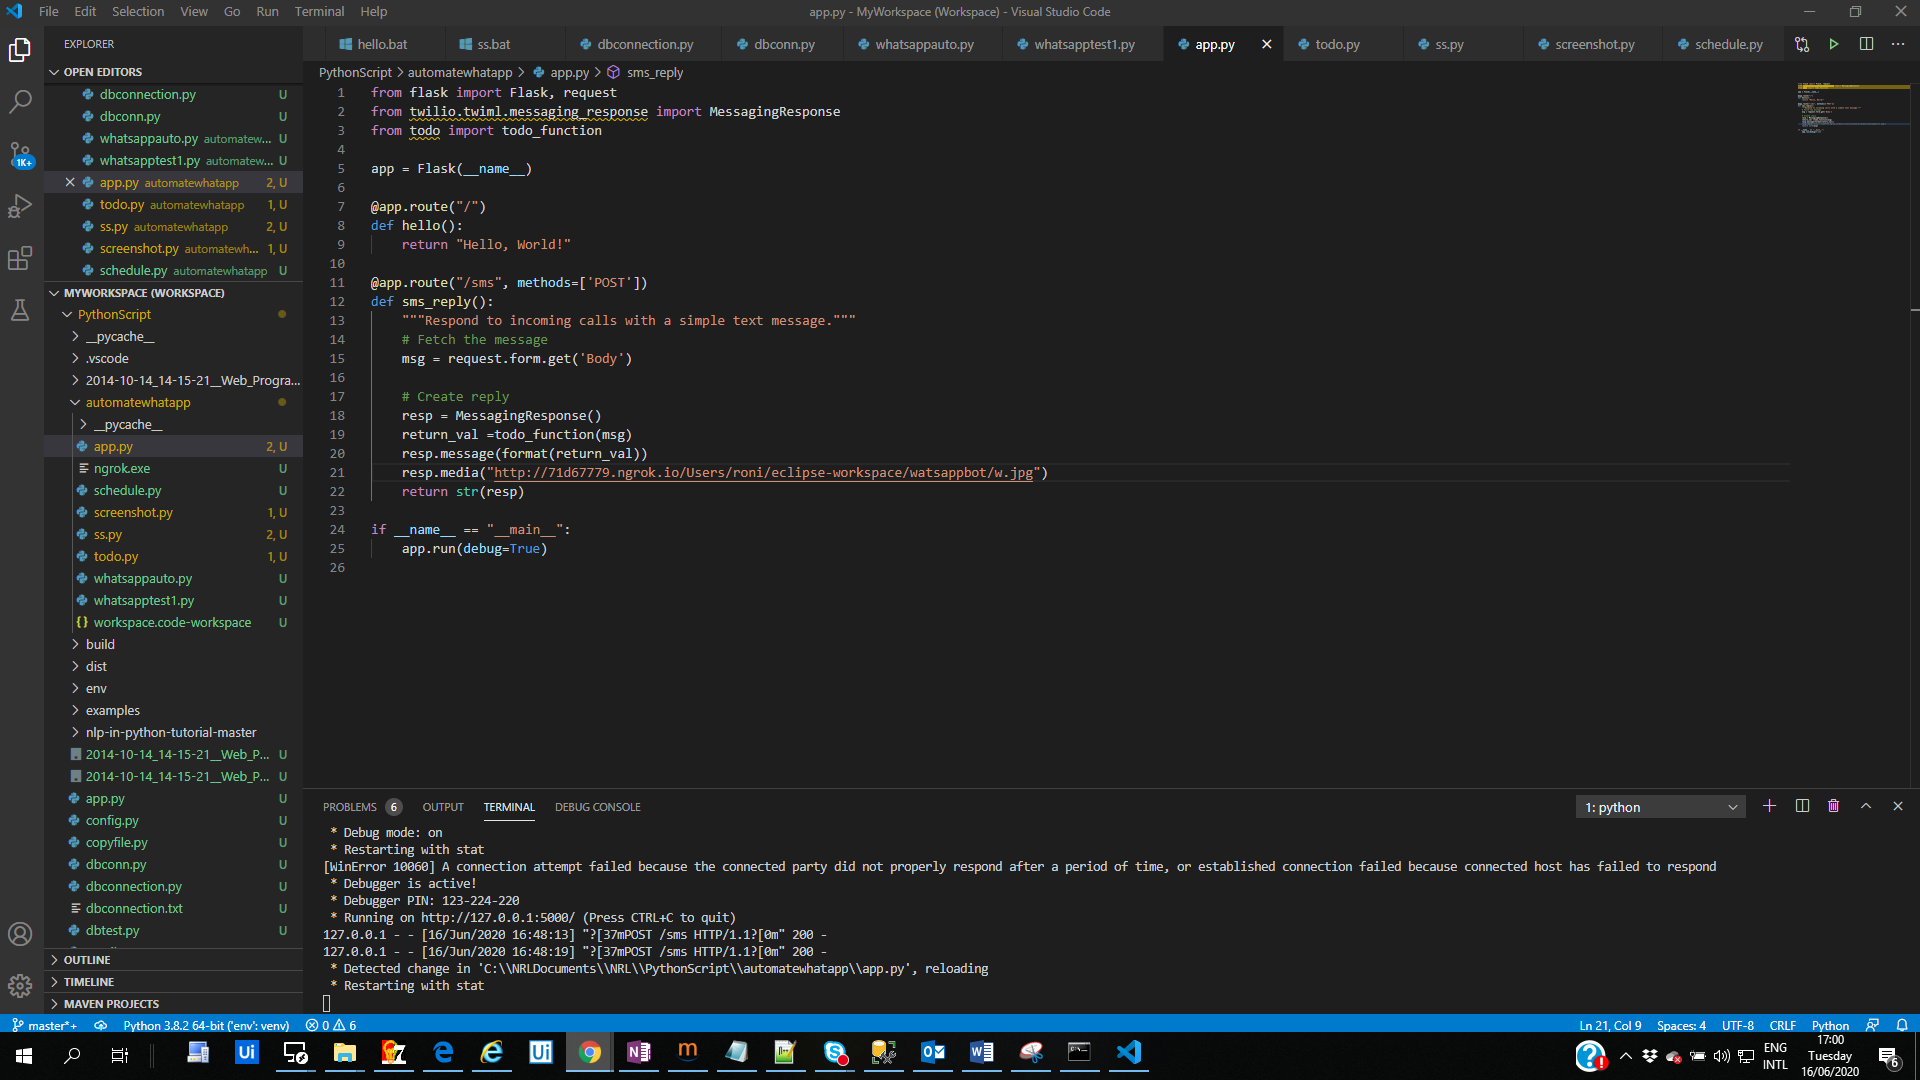 File Edit Selection View Go Run Terminal Help
app.py - MyWorkspace (Workspace) - Visual Studio Code
EXPLORER
OPEN EDITORS
dbconnection.py U
dbconn.py U
whatsappauto.py automatew... U
whatsapptest1.py automatew... U
app.py automatewhatapp 2, U
todo.py automatewhatapp 1, U
ss.py automatewhatapp 2, U
screenshot.py automatewh... 1, U
schedule.py automatewhatapp U
MYWORKSPACE (WORKSPACE)
PythonScript
__pycache__
.vscode
2014-10-14_14-15-21__Web_Progra...
automatewhatapp
__pycache__
app.py 2, U
ngrok.exe U
schedule.py U
screenshot.py 1, U
ss.py 2, U
todo.py 1, U
whatsappauto.py U
whatsapptest1.py U
workspace.code-workspace U
build
dist
env
examples
nlp-in-python-tutorial-master
2014-10-14_14-15-21__Web_P... U
2014-10-14_14-15-21__Web_P... U
app.py U
config.py U
copyfile.py U
dbconn.py U
dbconnection.py U
dbconnection.txt U
dbtest.py U
OUTLINE
TIMELINE
MAVEN PROJECTS
1K+
hello.bat ss.bat dbconnection.py dbconn.py whatsappauto.py whatsapptest1.py app.py todo.py ss.py screenshot.py schedule.py
PythonScript > automatewhatapp > app.py > sms_reply
1 from flask import Flask, request
2 from twilio.twiml.messaging_response import MessagingResponse
3 from todo import todo_function
4
5 app = Flask(__name__)
6
7 @app.route("/")
8 def hello():
9 return "Hello, World!"
10
11 @app.route("/sms", methods=['POST'])
12 def sms_reply():
13 """Respond to incoming calls with a simple text message."""
14 # Fetch the message
15 msg = request.form.get('Body')
16
17 # Create reply
18 resp = MessagingResponse()
19 return_val =todo_function(msg)
20 resp.message(format(return_val))
21 resp.media("http://71d67779.ngrok.io/Users/roni/eclipse-workspace/watsappbot/w.jpg")
22 return str(resp)
23
24 if __name__ == "__main__":
25 app.run(debug=True)
26
PROBLEMS 6 OUTPUT TERMINAL DEBUG CONSOLE
1: python
* Debug mode: on
* Restarting with stat
[WinError 10060] A connection attempt failed because the connected party did not properly respond after a period of time, or established connection failed because connected host has failed to respond
* Debugger is active!
* Debugger PIN: 123-224-220
* Running on http://127.0.0.1:5000/ (Press CTRL+C to quit)
127.0.0.1 - - [16/Jun/2020 16:48:13] "?[37mPOST /sms HTTP/1.1?[0m" 200 -
127.0.0.1 - - [16/Jun/2020 16:48:19] "?[37mPOST /sms HTTP/1.1?[0m" 200 -
* Detected change in 'C:\\NRLDocuments\\NRL\\PythonScript\\automatewhatapp\\app.py', reloading
* Restarting with stat
master*+ Python 3.8.2 64-bit ('env': venv) 0 6
Ln 21, Col 9 Spaces: 4 UTF-8 CRLF Python
ENG
INTL
17:00
Tuesday
16/06/2020
6